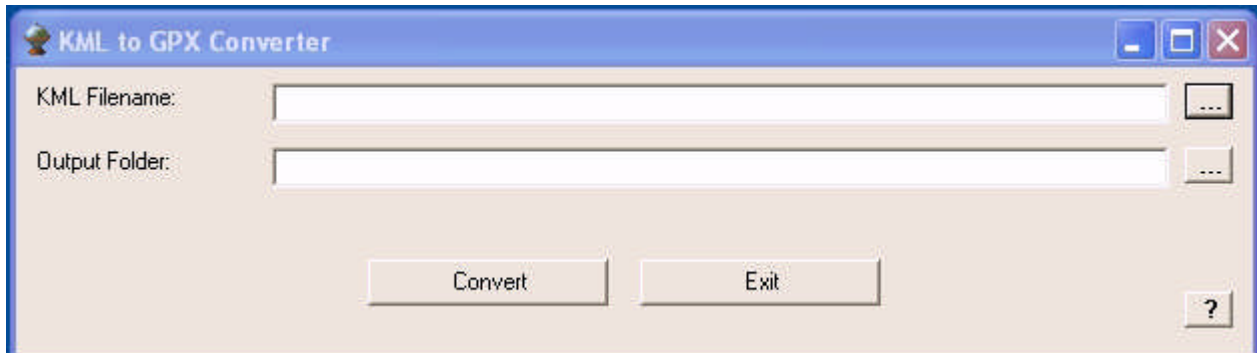 KML to GPX Converter
KML Filename:
...
Output Folder:
...
Convert Exit
?